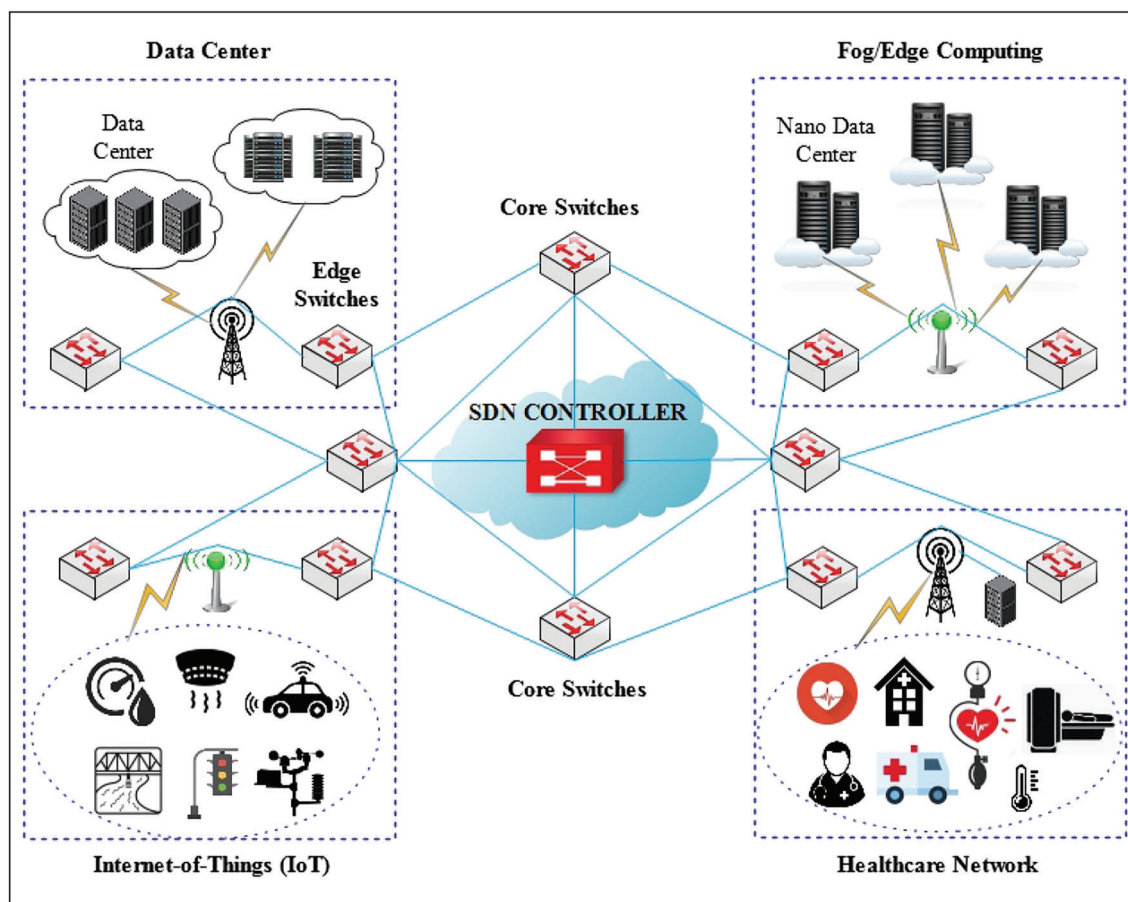 Data Center
Fog/Edge Computing
Data
Center
Nano Data
Center
Core Switches
Edge
Switches
SDN CONTROLLER
Core Switches
Internet-of-Things (IoT)
Healthcare Network